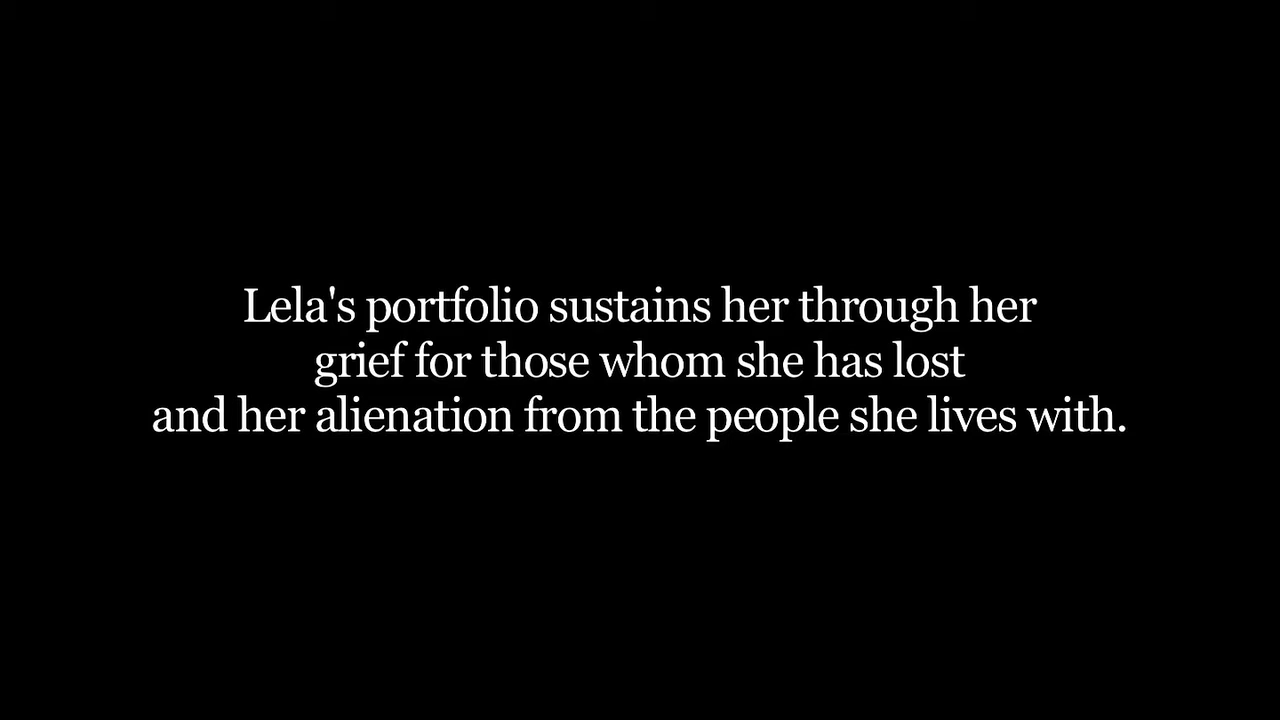 Lela's portfolio sustains her through her
grief for those whom she has lost
and her alienation from the people she lives with.